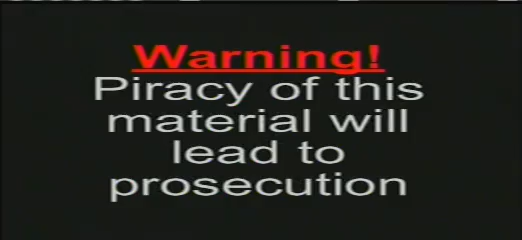 Warning!
Piracy of this
material will
lead to
prosecution